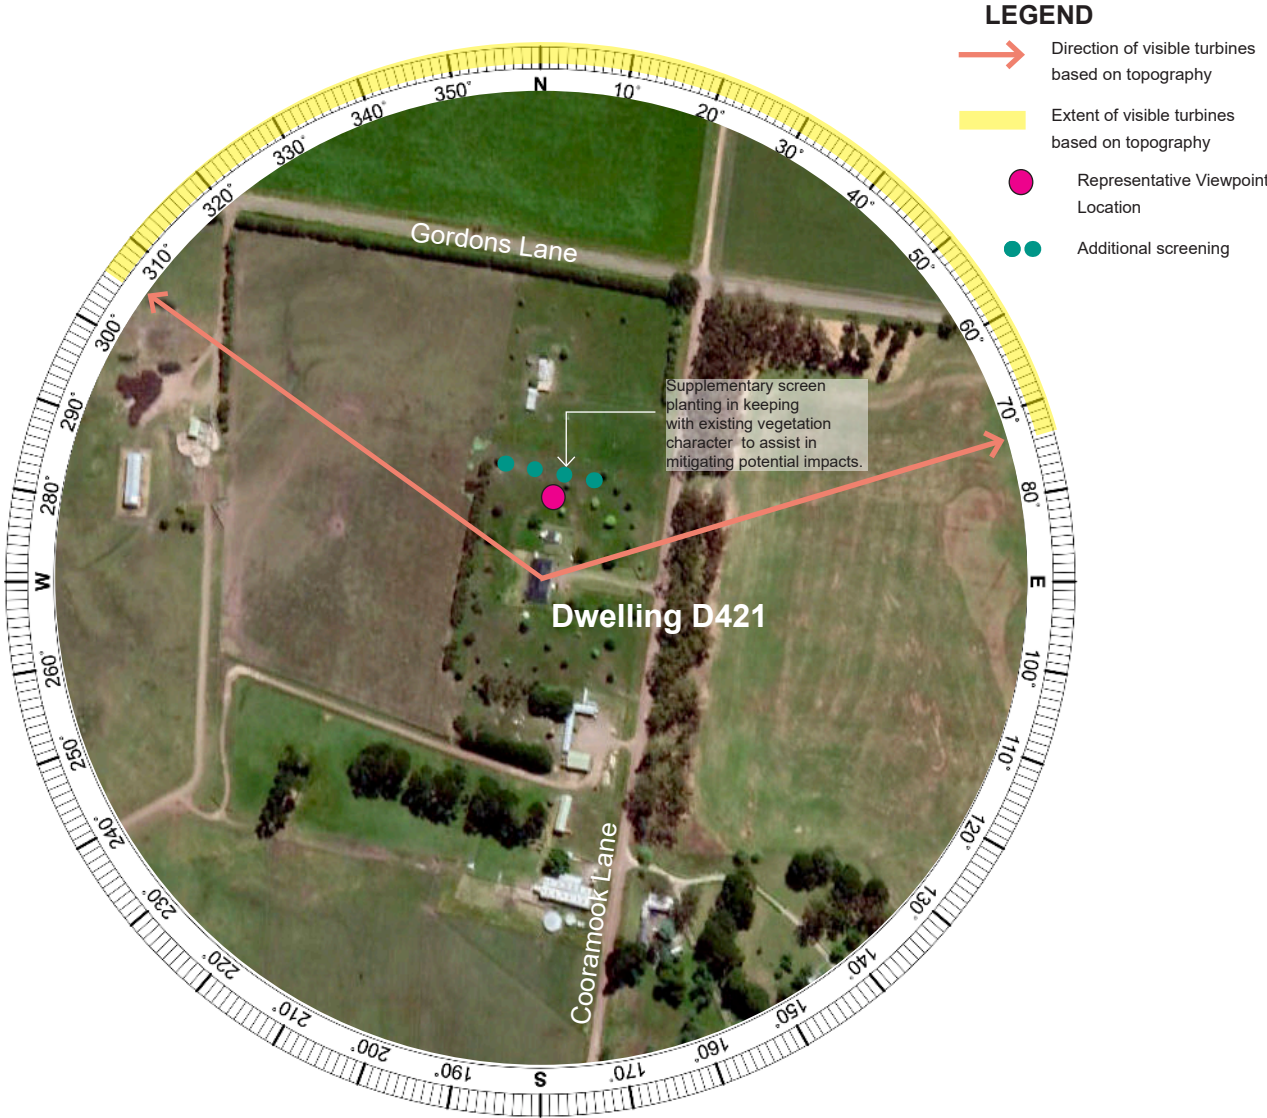 LEGEND
Direction of visible turbines
based on topography
Extent of visible turbines
based on topography
Representative Viewpoint
Location
Additional screening
N
10°
20°
30°
40°
50°
60°
70°
80°
E
100°
110°
120°
130°
140°
150°
160°
170°
S
190°
200°
210°
220°
230°
240°
250°
260°
W
280°
290°
300°
310°
320°
330°
340°
350°
Gordons Lane
Supplementary screen
planting in keeping
with existing vegetation
character to assist in
mitigating potential impacts.
Dwelling D421
Cooramook Lane